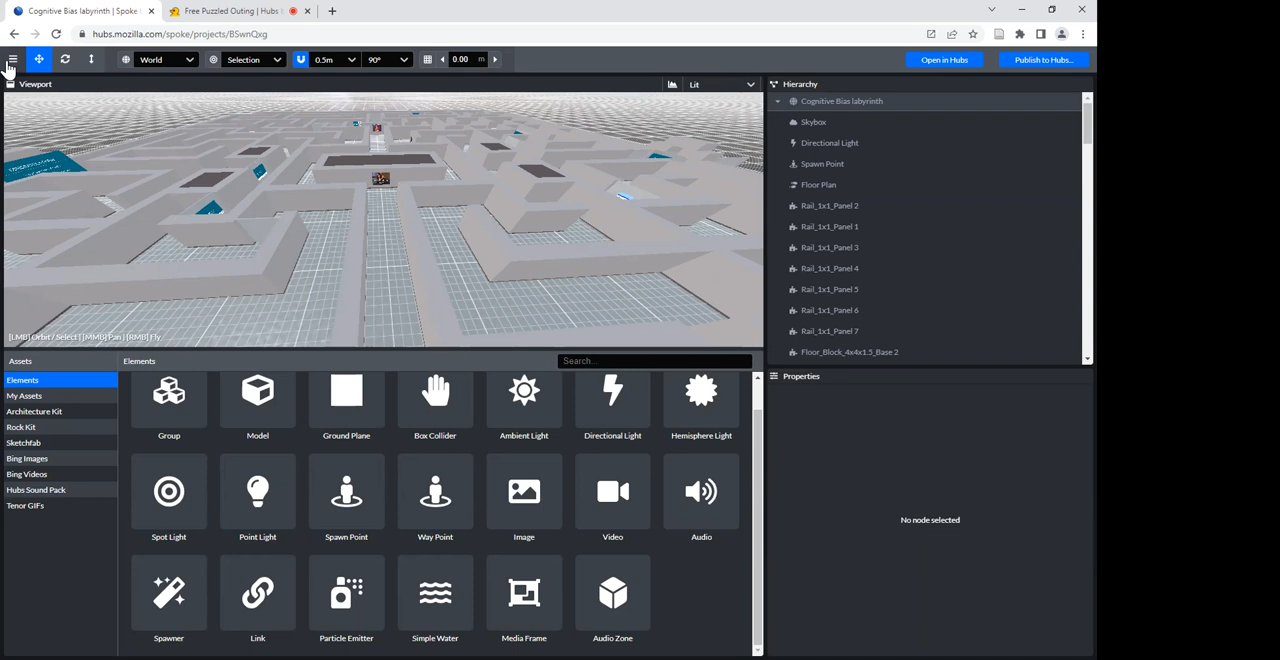 Cognitive Bias labyrinth | Spoke
Free Puzzled Outing | Hubs
hubs.mozilla.com/spoke/projects/BSwnQxg
World
Selection
0.5m
90°
0.00 m
Open in Hubs
Publish to Hubs...
Viewport
Lit
[LMB] Orbit / Select | [MMB] Pan | [RMB] Fly
Hierarchy
Cognitive Bias labyrinth
Skybox
Directional Light
Spawn Point
Floor Plan
Rail_1x1_Panel 2
Rail_1x1_Panel 1
Rail_1x1_Panel 3
Rail_1x1_Panel 4
Rail_1x1_Panel 5
Rail_1x1_Panel 6
Rail_1x1_Panel 7
Floor_Block_4x4x1.5_Base 2
Assets
Elements
My Assets
Architecture Kit
Rock Kit
Sketchfab
Bing Images
Bing Videos
Hubs Sound Pack
Tenor GIFs
Elements
Search...
Group
Model
Ground Plane
Box Collider
Ambient Light
Directional Light
Hemisphere Light
Spot Light
Point Light
Spawn Point
Way Point
Image
Video
Audio
Spawner
Link
Particle Emitter
Simple Water
Media Frame
Audio Zone
Properties
No node selected